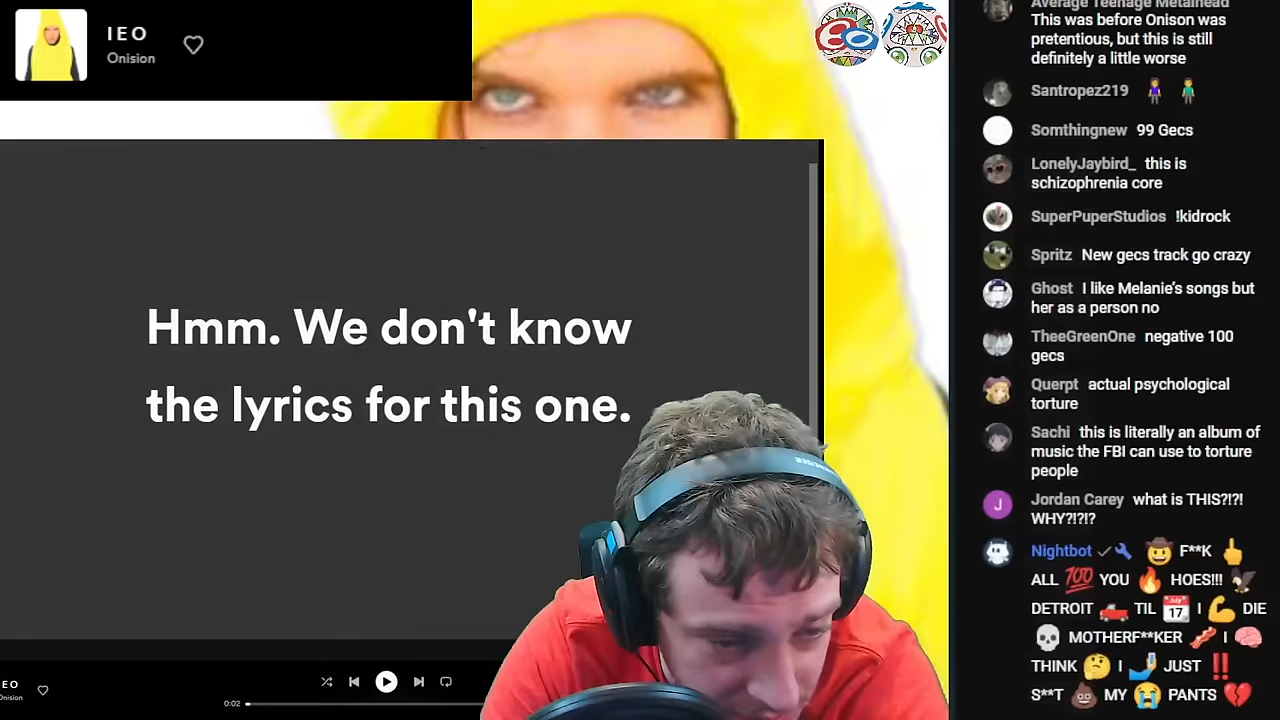 IEO
Onision
Hmm. We don't know
the lyrics for this one.
EO
Onision
0:02
Average Teenage Metalhead
This was before Onison was
pretentious, but this is still
definitely a little worse
Santropez219
Somthingnew 99 Gecs
LonelyJaybird_ this is
schizophrenia core
SuperPuperStudios !kidrock
Spritz New gecs track go crazy
Ghost I like Melanie's songs but
her as a person no
TheeGreenOne negative 100
gecs
Querpt actual psychological
torture
Sachi this is literally an album of
music the FBI can use to torture
people
J
Jordan Carey what is THIS?!?!
WHY?!?!?
Nightbot 🤠 F**K 🖕
ALL 💯 YOU 🔥 HOES!!! 🦅
DETROIT 🛻 TIL 📅 I 💪 DIE
💀 MOTHERF**KER 🥓 I 🧠
THINK 🤔 I 🤳 JUST ‼️
S**T 💩 MY 😭 PANTS 💔